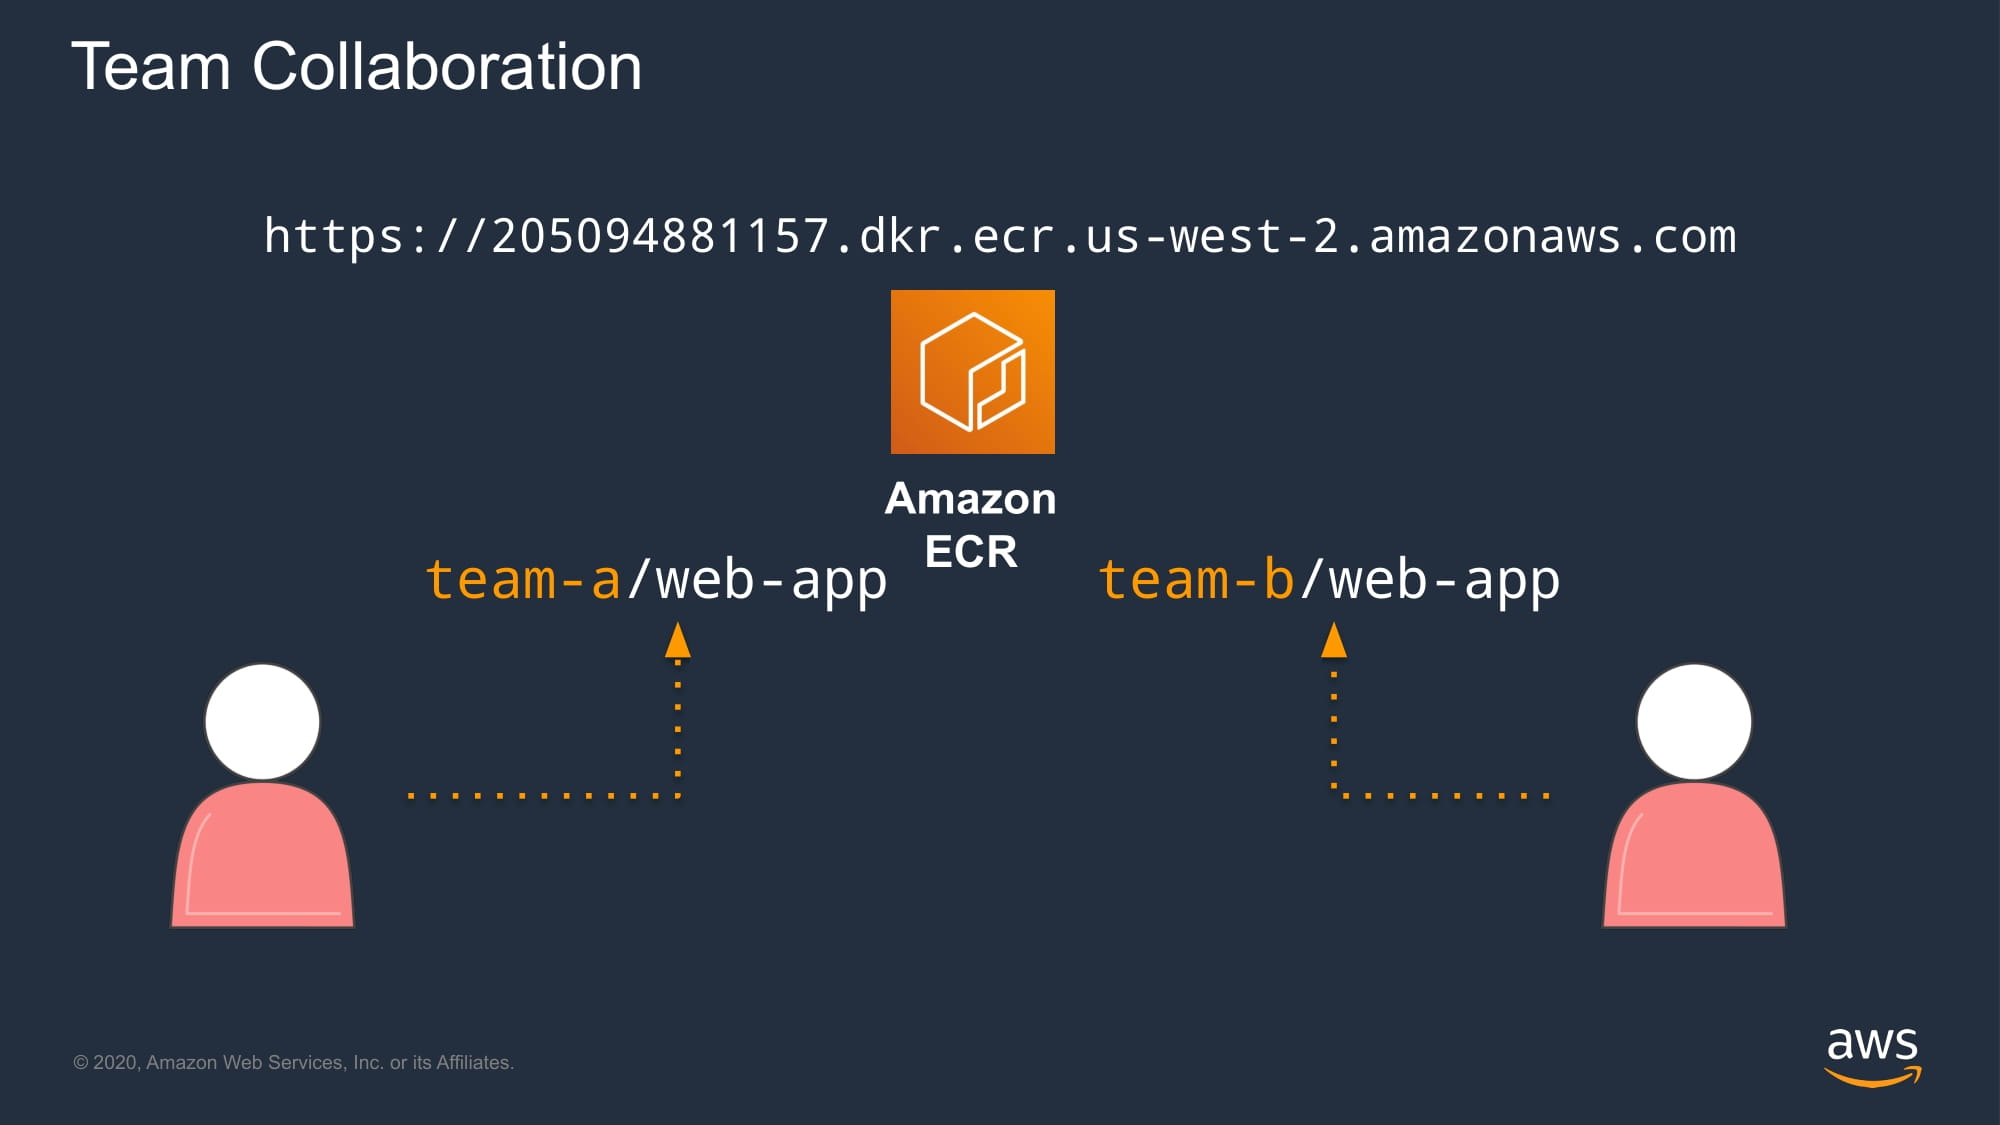 Team Collaboration
https://205094881157.dkr.ecr.us-west-2.amazonaws.com
Amazon
ECR
team-a/web-app
team-b/web-app
© 2020, Amazon Web Services, Inc. or its Affiliates.
aws